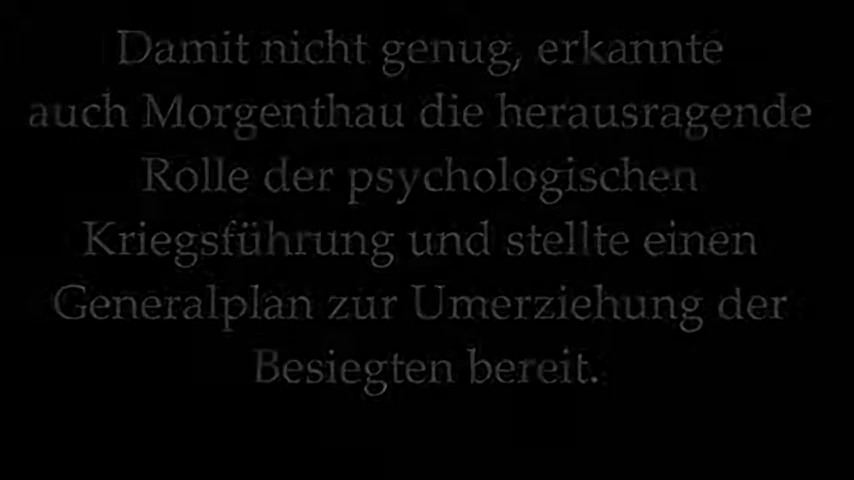 Damit nicht genug, erkannte
auch Morgenthau die herausragende
Rolle der psychologischen
Kriegsführung und stellte einen
Generalplan zur Umerziehung der
Besiegten bereit.